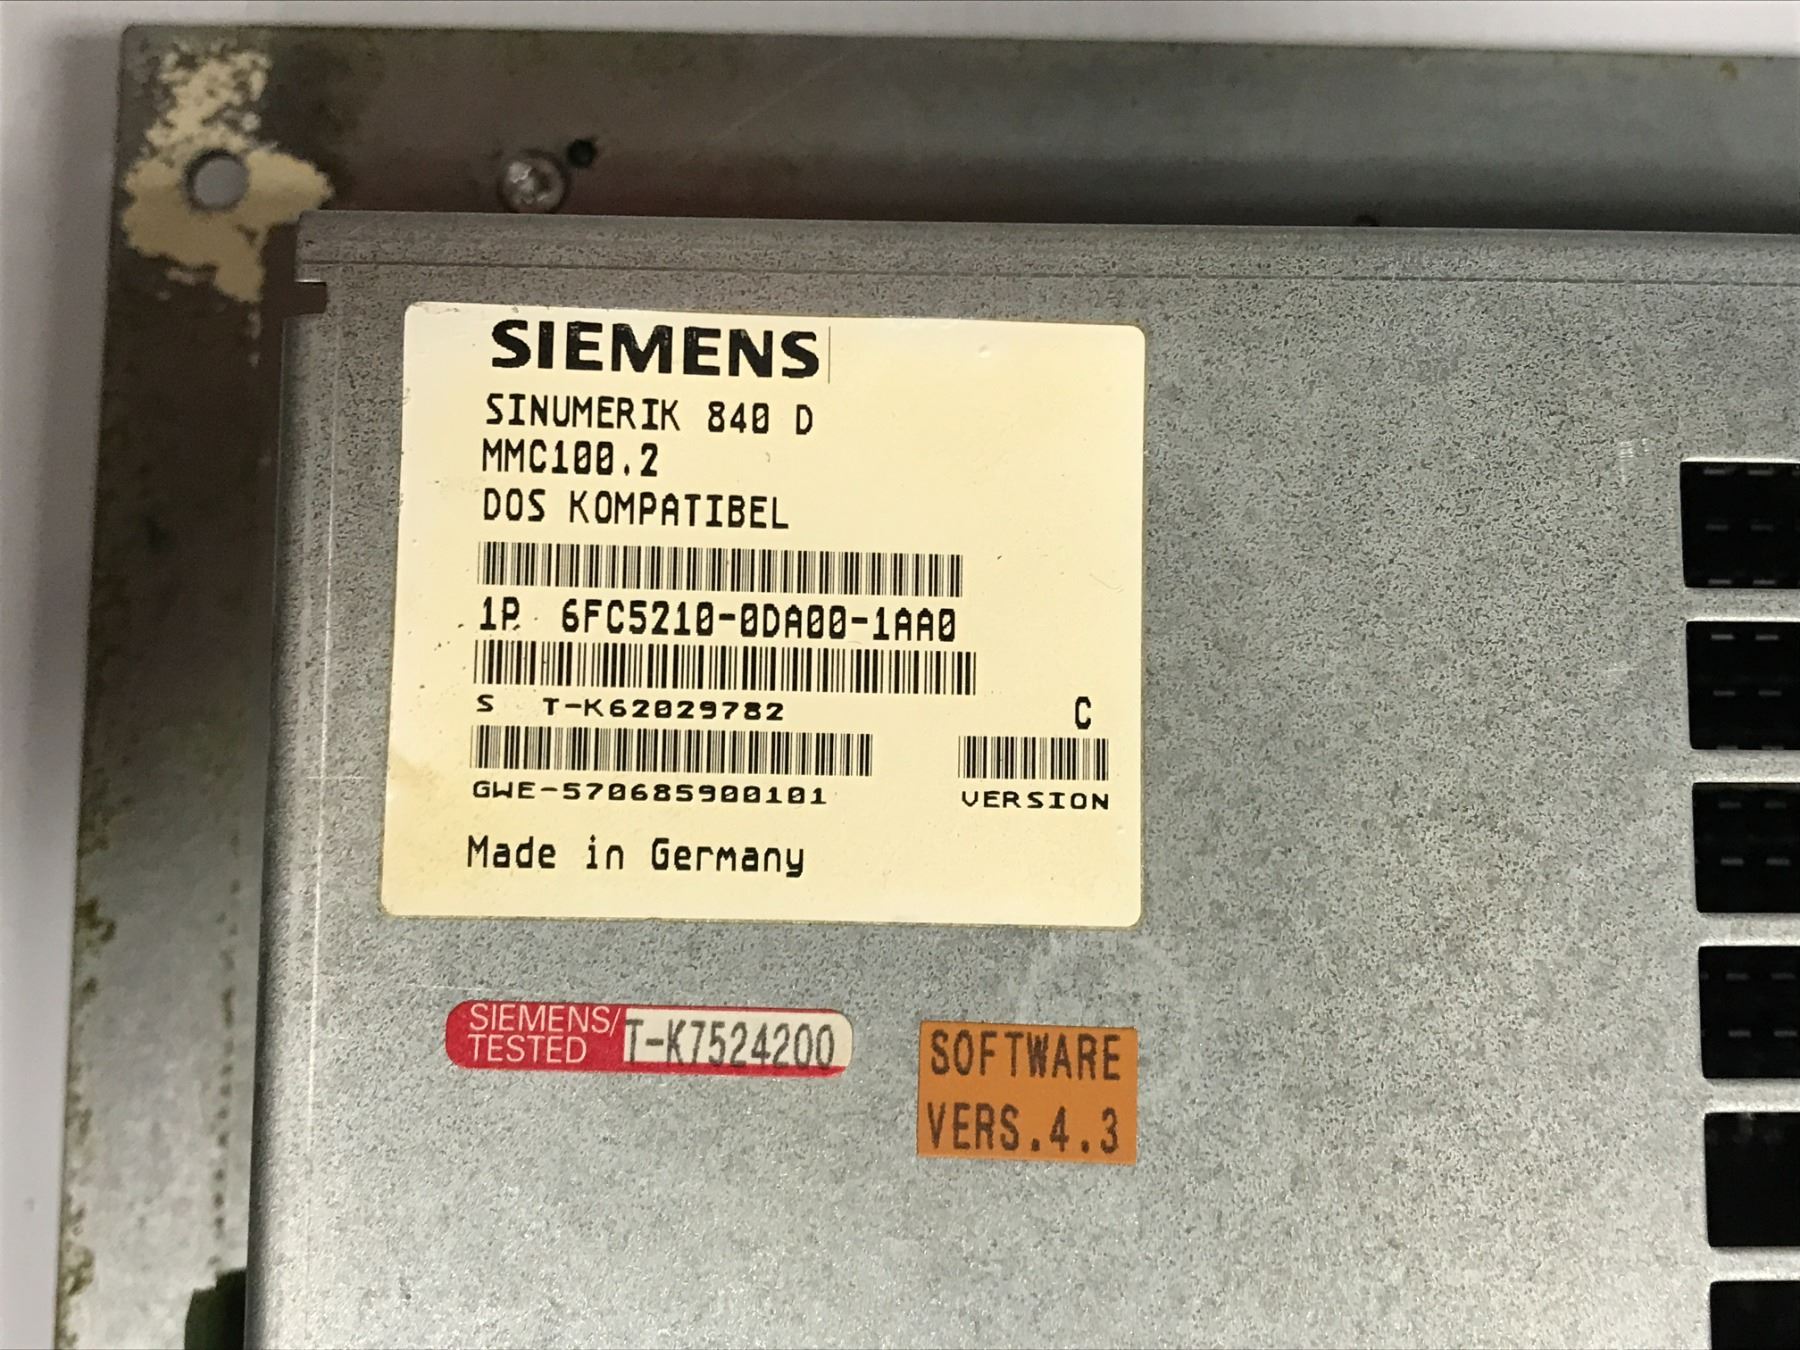 SIEMENS
SINUMERIK 840 D
MMC100.2
DOS KOMPATIBEL
1P 6FC5210-0DA00-1AA0
S T-K62029782
C
GWE-570685900101
VERSION
Made in Germany
SIEMENS/
TESTED
T-K7524200
SOFTWARE
VERS.4.3